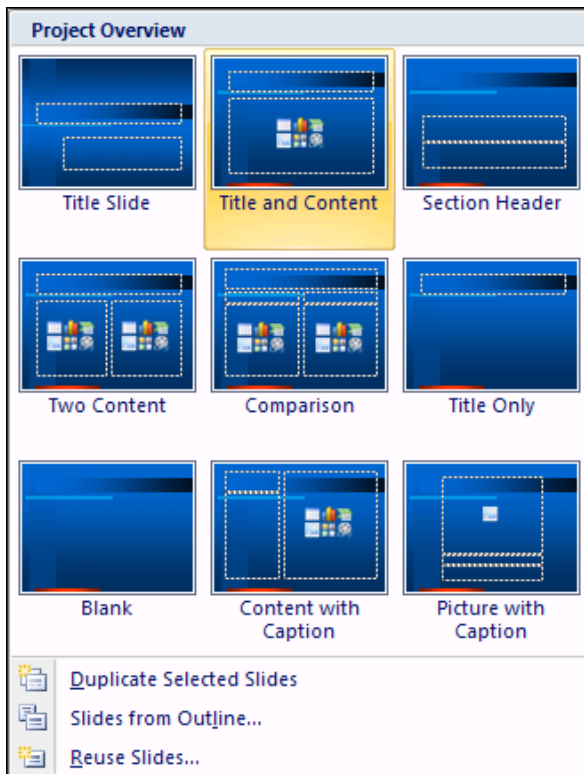 Project Overview
Title Slide
Title and Content
Section Header
Two Content
Comparison
Title Only
Blank
Content with
Caption
Picture with
Caption
Duplicate Selected Slides
Slides from Outline...
Reuse Slides...